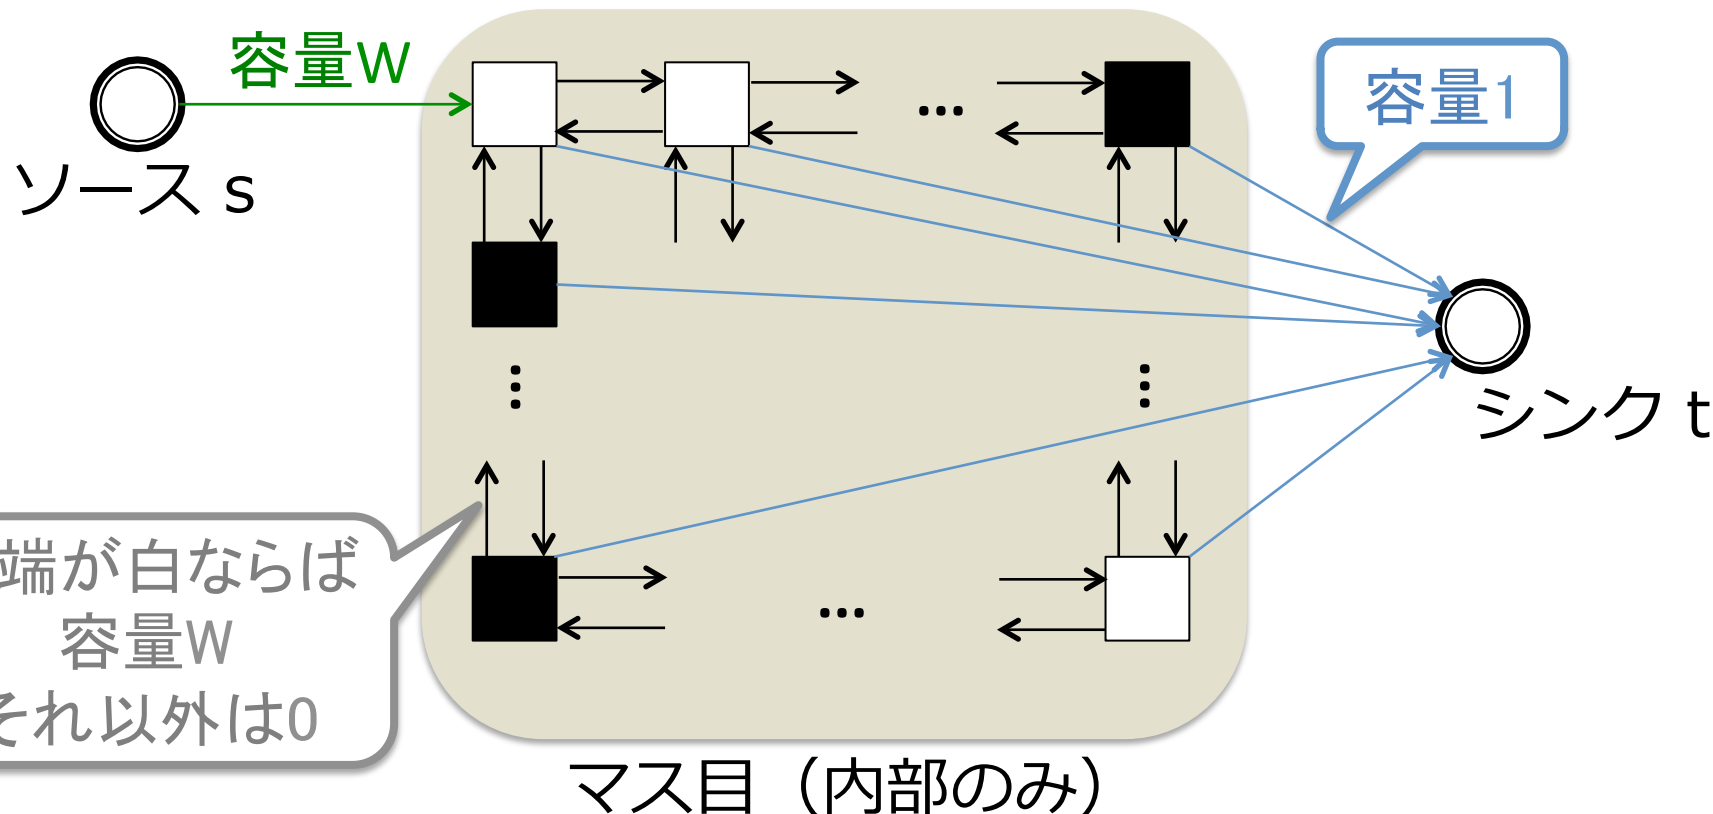 容量W
容量1
ソース s
シンク t
端が白ならば
容量W
それ以外は0
マス目（内部のみ）